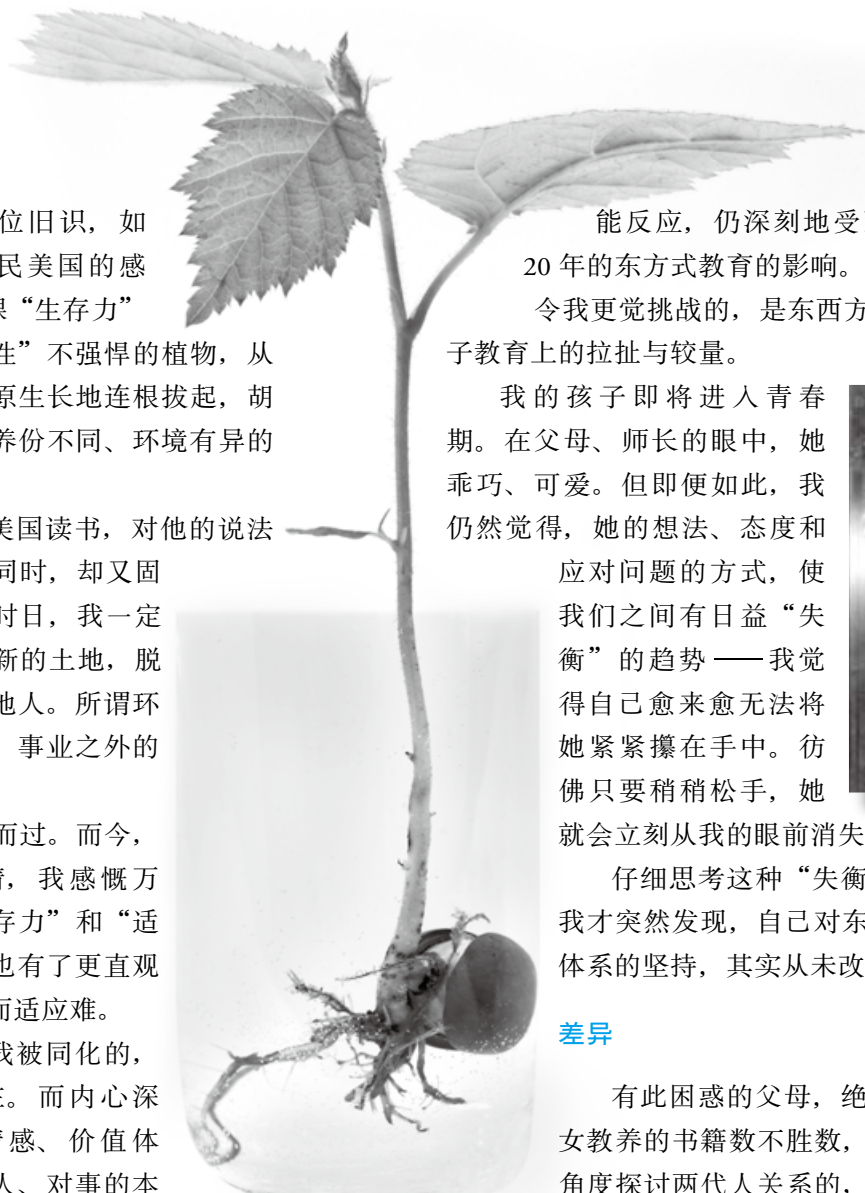 位旧识，如
民美国的感
“生存力”
性”不强悍的植物，从
原生长地连根拔起，胡
养份不同、环境有异的
美国读书，对他的说法
同时，却又固
时日，我一定
新的土地，脱
地人。所谓环
事业之外的
而过。而今，
，我感慨万
存力”和“适
也有了更直观
而适应难。
我被同化的，
。而内心深
感、价值体
人、对事的本
能反应，仍深刻地受
20 年的东方式教育的影响。
令我更觉挑战的，是东西方
子教育上的拉扯与较量。
我的孩子即将进入青春
期。在父母、师长的眼中，她
乖巧、可爱。但即便如此，我
仍然觉得，她的想法、态度和
应对问题的方式，使
我们之间有日益“失
衡”的趋势——我觉
得自己愈来愈无法将
她紧紧攥在手中。彷
佛只要稍稍松手，她
就会立刻从我的眼前消失
仔细思考这种“失衡
我才突然发现，自己对东
体系的坚持，其实从未改
差异
有此困惑的父母，绝
女教养的书籍数不胜数，
角度探讨两代人关系的，